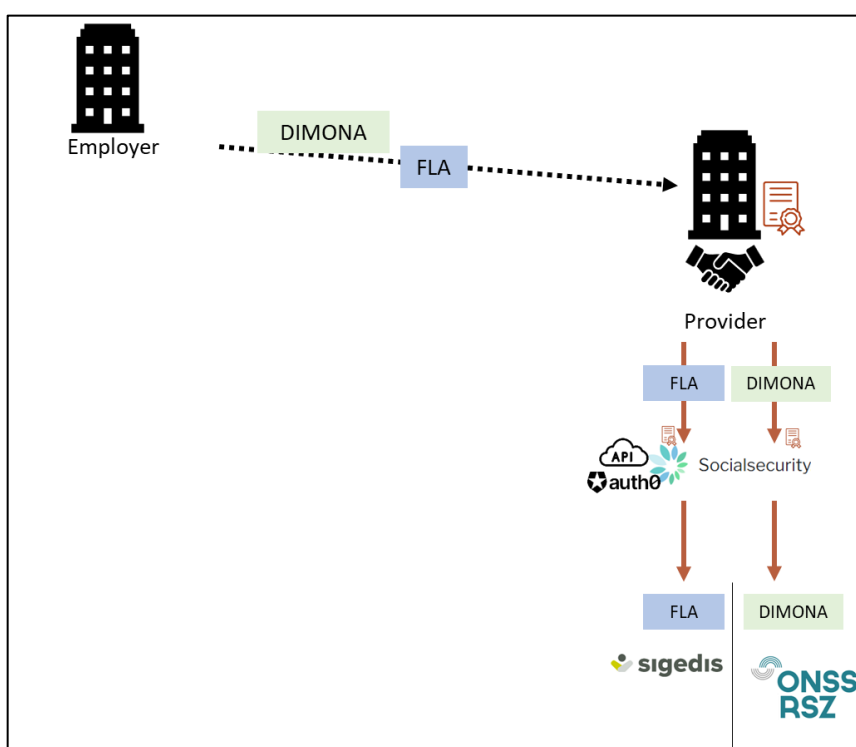 Employer
DIMONA
FLA
Provider
FLA
DIMONA
API
auth0
Socialsecurity
FLA
DIMONA
sigedis
ONSS
RSZ